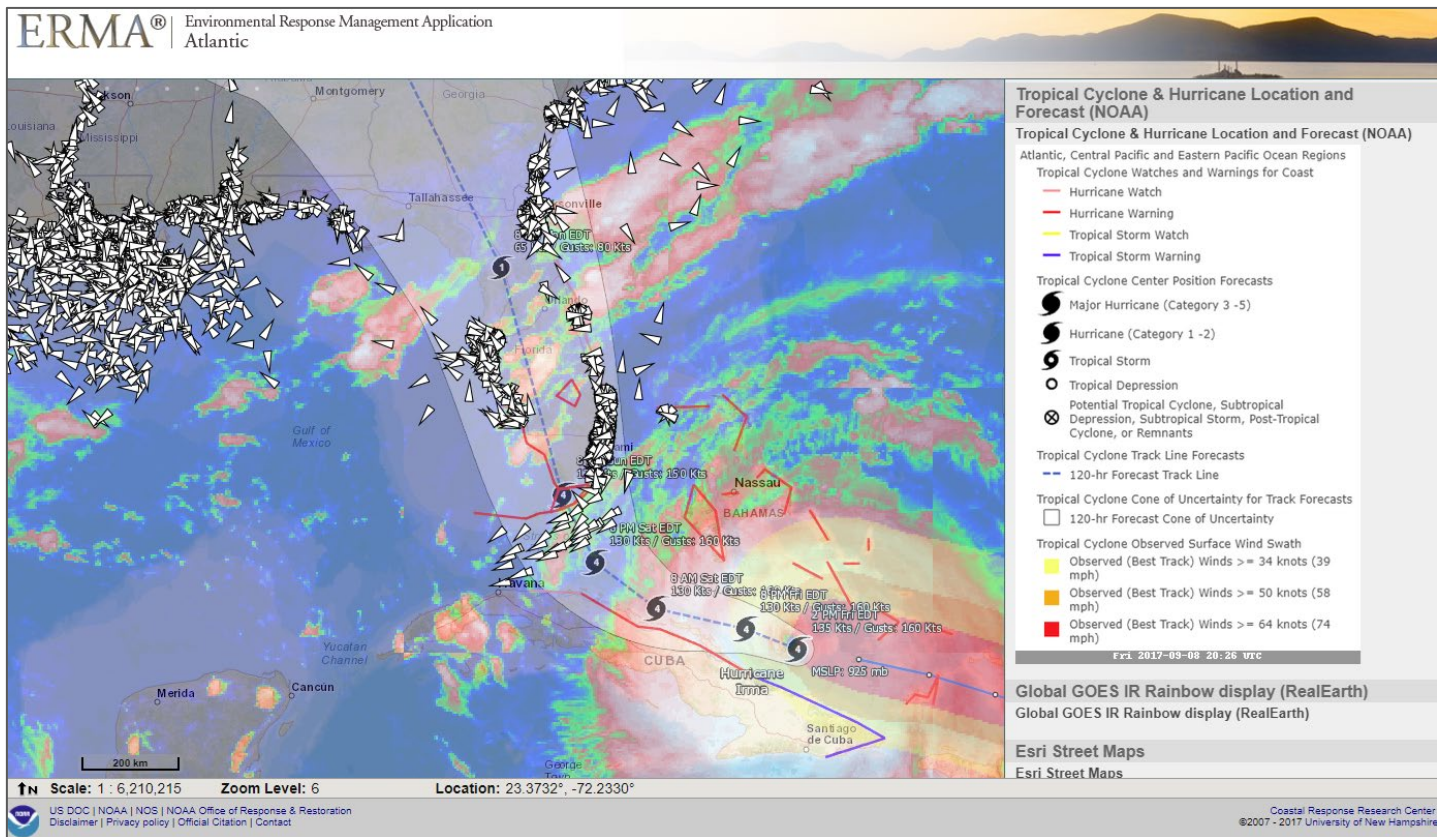 ERMA® Environmental Response Management Application
Atlantic
Montgomery
Georgia
Mississippi
Tallahassee
Gusts: 80 Kts
Orlando
Florida
Gulf of
Mexico
Gusts: 150 Kts
Nassau
BAHAMAS
PM Sat EDT
130 Kts / Gusts: 160 Kts
8 AM Sat EDT
130 Kts / Gusts:
8 PM Fri EDT
130 Kts / Gusts: 160 Kts
2 PM Fri EDT
135 Kts / Gusts: 160 Kts
MSLP: 925 mb
Yucatan
Channel
CUBA
Hurricane
Irma
Merida
Cancún
Santiago
de Cuba
George
Town
200 km
Tropical Cyclone & Hurricane Location and
Forecast (NOAA)
Tropical Cyclone & Hurricane Location and Forecast (NOAA)
Atlantic, Central Pacific and Eastern Pacific Ocean Regions
Tropical Cyclone Watches and Warnings for Coast
Hurricane Watch
Hurricane Warning
Tropical Storm Watch
Tropical Storm Warning
Tropical Cyclone Center Position Forecasts
Major Hurricane (Category 3 -5)
Hurricane (Category 1 -2)
Tropical Storm
Tropical Depression
Potential Tropical Cyclone, Subtropical
Depression, Subtropical Storm, Post-Tropical
Cyclone, or Remnants
Tropical Cyclone Track Line Forecasts
120-hr Forecast Track Line
Tropical Cyclone Cone of Uncertainty for Track Forecasts
120-hr Forecast Cone of Uncertainty
Tropical Cyclone Observed Surface Wind Swath
Observed (Best Track) Winds >= 34 knots (39
mph)
Observed (Best Track) Winds >= 50 knots (58
mph)
Observed (Best Track) Winds >= 64 knots (74
mph)
Fri 2017-09-08 20:26 UTC
Global GOES IR Rainbow display (RealEarth)
Global GOES IR Rainbow display (RealEarth)
Esri Street Maps
Esri Street Maps
N Scale: 1 : 6,210,215 Zoom Level: 6 Location: 23.3732°, -72.2330°
US DOC | NOAA | NOS | NOAA Office of Response & Restoration
Disclaimer | Privacy policy | Official Citation | Contact
Coastal Response Research Center
©2007 - 2017 University of New Hampshire